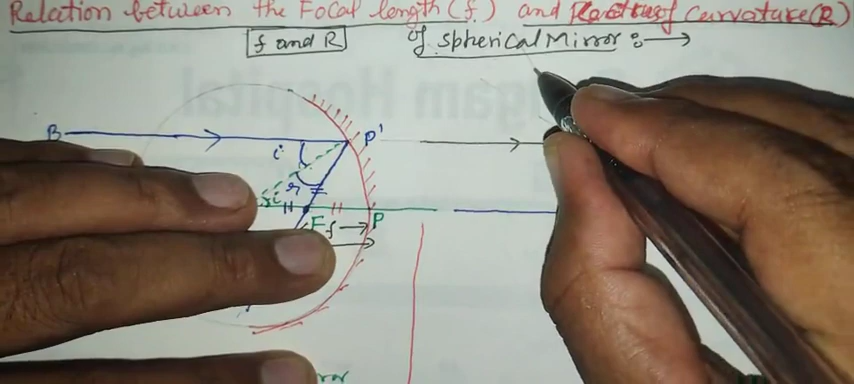 Relation between the Focal length (f) and Radius of Curvature (R)
f and R of Spherical Mirror :→
B
P'
i
r
i
F f → P